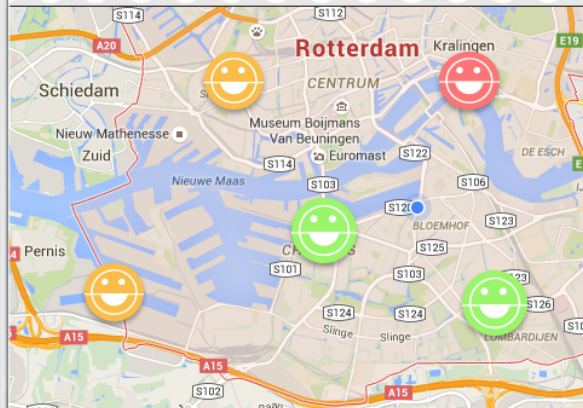 S114
S112
A20
Rotterdam
Kralingen
E19
CENTRUM
Schiedam
Museum Boijmans
Van Beuningen
Nieuw Mathenesse
Zuid
S114
Euromast
S122
DE ESCH
Nieuwe Maas
S103
S106
S120
BLOEMHOF
S123
S125
Pernis
S101
S103
S126
S124
S124
Slinge
Slinge
LOMBARDIJEN
A15
A15
S102
A15